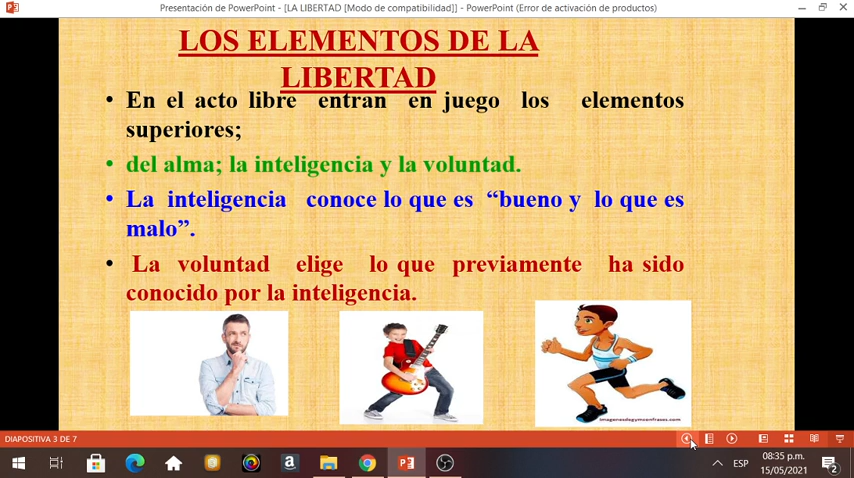 Presentación de PowerPoint - [LA LIBERTAD [Modo de compatibilidad]] - PowerPoint (Error de activación de productos)
LOS ELEMENTOS DE LA
LIBERTAD
• En el acto libre entran en juego los elementos
superiores;
• del alma; la inteligencia y la voluntad.
• La inteligencia conoce lo que es “bueno y lo que es
malo”.
• La voluntad elige lo que previamente ha sido
conocido por la inteligencia.
imagenesdegymconfrases.com
DIAPOSITIVA 3 DE 7
ESP
08:35 p.m.
15/05/2021
2